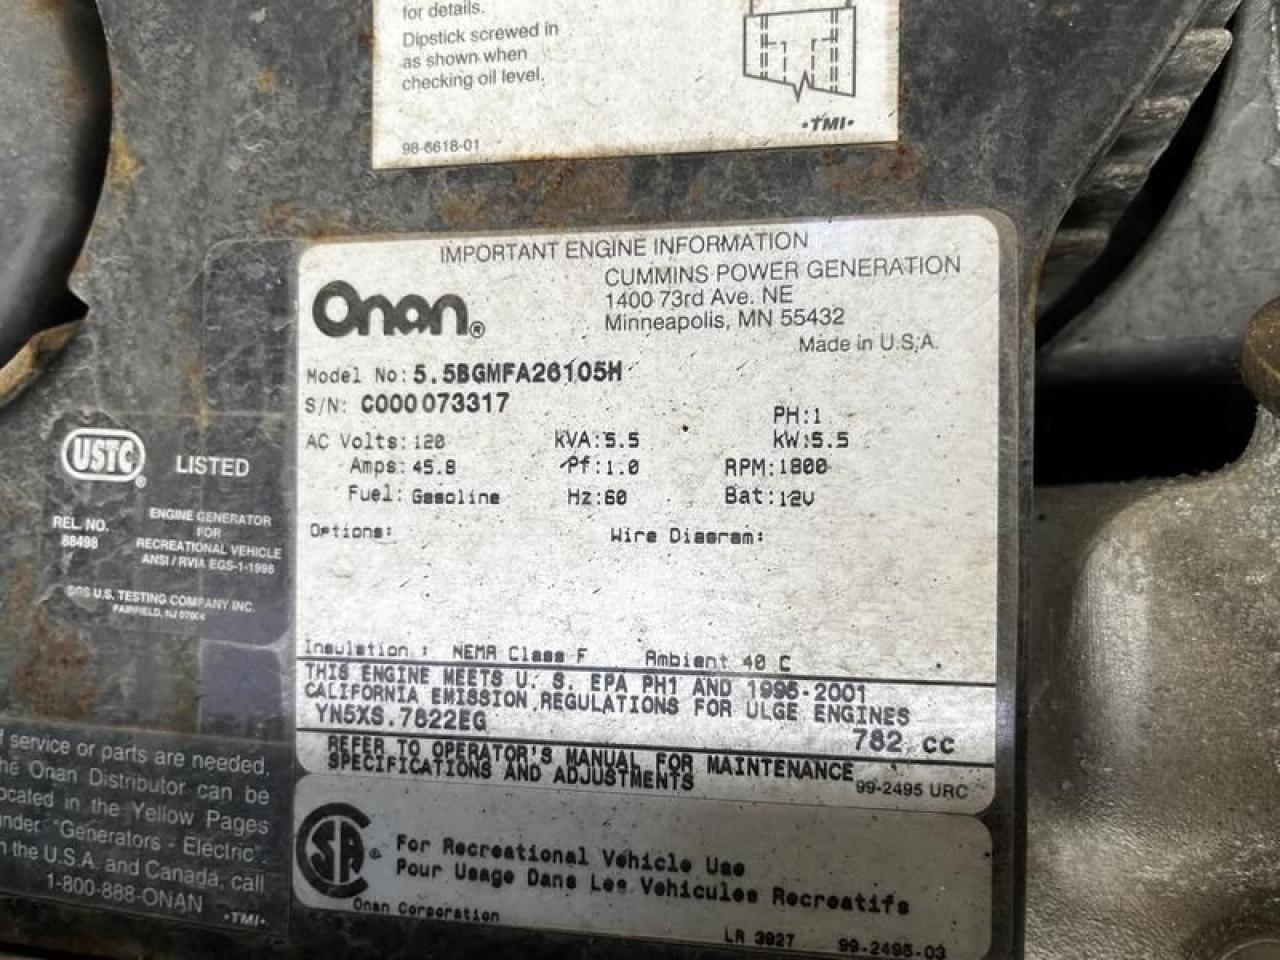 for details.
Dipstick screwed in
as shown when
checking oil level.
98-6618-01
•TMI•
IMPORTANT ENGINE INFORMATION
Onan®
CUMMINS POWER GENERATION
1400 73rd Ave. NE
Minneapolis, MN 55432
Made in U.S.A.
Model No: 5.5BGMFA26105H
S/N: C000073317
PH:1
AC Volts: 120 kVA:5.5 kW:5.5
Amps: 45.8 Pf:1.0 RPM:1800
Fuel: Gasoline Hz:60 Bat:12V
Options: Wire Diagram:
Insulation : NEMA Class F Ambient 40 C
THIS ENGINE MEETS U. S. EPA PH1 AND 1995-2001
CALIFORNIA EMISSION REGULATIONS FOR ULGE ENGINES
YN5XS.7822EG 782 cc
REFER TO OPERATOR'S MANUAL FOR MAINTENANCE
SPECIFICATIONS AND ADJUSTMENTS
99-2495 URC
USTC® LISTED
REL. NO.
88498
ENGINE GENERATOR
FOR
RECREATIONAL VEHICLE
ANSI / RVIA EGS-1-1998
SGS U.S. TESTING COMPANY INC.
FAIRFIELD, NJ 07004
service or parts are needed,
Onan Distributor can be
located in the Yellow Pages
under "Generators - Electric".
the U.S.A. and Canada, call
1-800-888-ONAN
•TMI•
SA®
For Recreational Vehicle Use
Pour Usage Dans Les Vehicules Recreatifs
Onan Corporation
LR 3927 99-2495-03